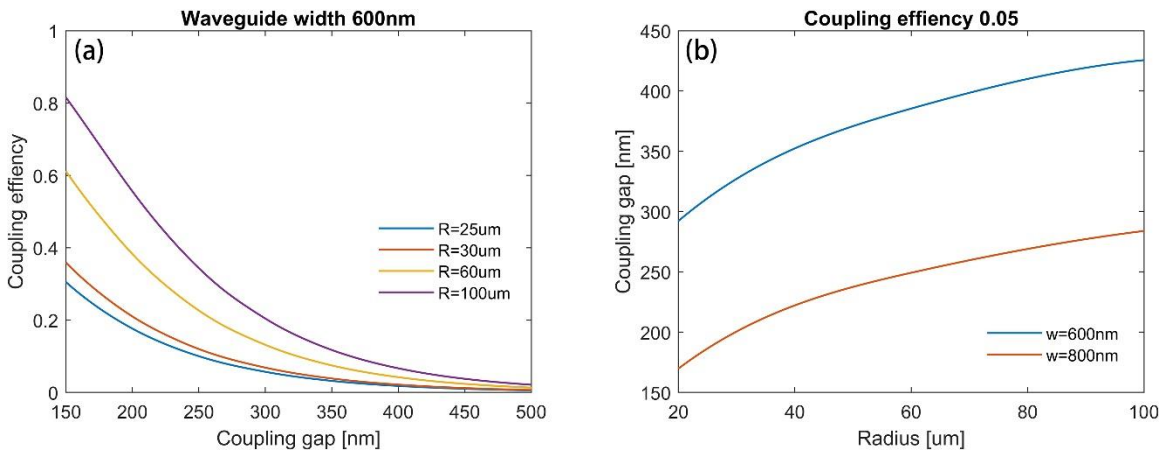 Waveguide width 600nm
(a)
1
0.8
0.6
0.4
0.2
0
Coupling effiency
R=25um
R=30um
R=60um
R=100um
150 200 250 300 350 400 450 500
Coupling gap [nm]
Coupling effiency 0.05
(b)
450
400
350
300
250
200
150
Coupling gap [nm]
w=600nm
w=800nm
20 40 60 80 100
Radius [um]